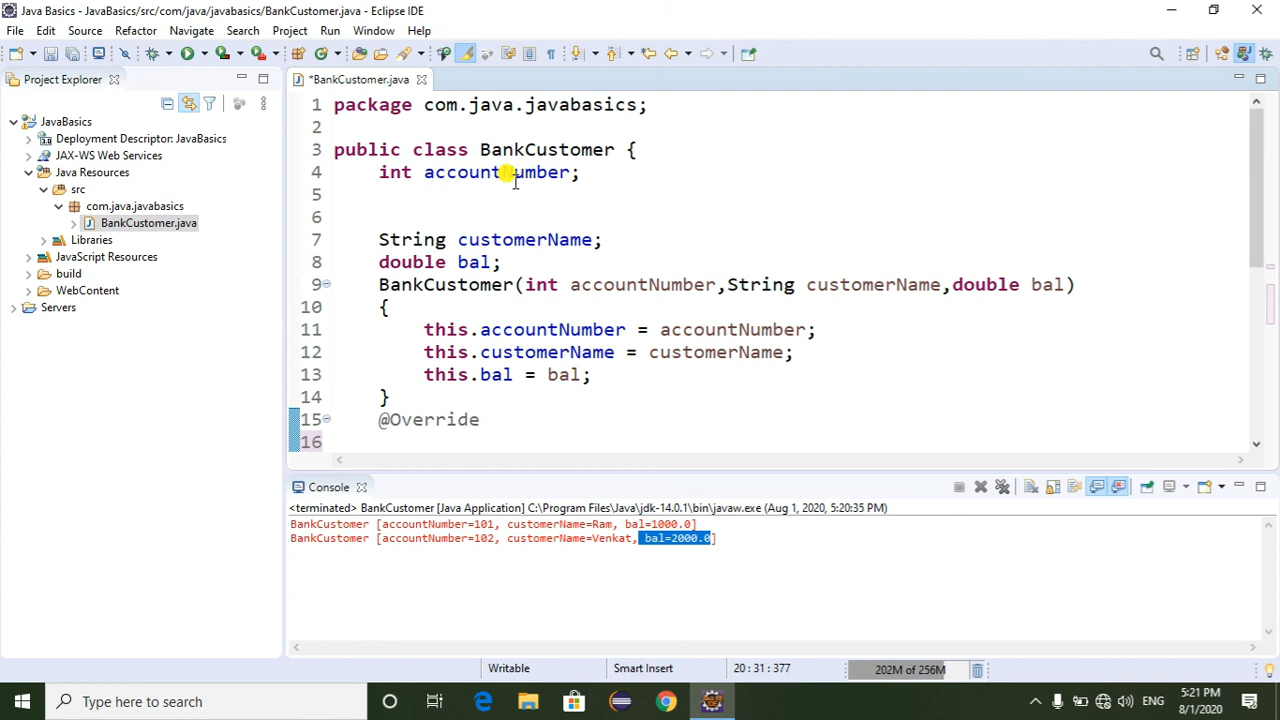 Java Basics - JavaBasics/src/com/java/javabasics/BankCustomer.java - Eclipse IDE
File Edit Source Refactor Navigate Search Project Run Window Help
Project Explorer
*BankCustomer.java
JavaBasics
Deployment Descriptor: JavaBasics
JAX-WS Web Services
Java Resources
src
com.java.javabasics
BankCustomer.java
Libraries
JavaScript Resources
build
WebContent
Servers
1 package com.java.javabasics;
2
3 public class BankCustomer {
4 int accountNumber;
5
6
7 String customerName;
8 double bal;
9 BankCustomer(int accountNumber,String customerName,double bal)
10 {
11 this.accountNumber = accountNumber;
12 this.customerName = customerName;
13 this.bal = bal;
14 }
15 @Override
16
Console
<terminated> BankCustomer [Java Application] C:\Program Files\Java\jdk-14.0.1\bin\javaw.exe (Aug 1, 2020, 5:20:35 PM)
BankCustomer [accountNumber=101, customerName=Ram, bal=1000.0]
BankCustomer [accountNumber=102, customerName=Venkat, bal=2000.0]
Writable Smart Insert 20 : 31 : 377 202M of 256M
Type here to search
ENG
5:21 PM
8/1/2020